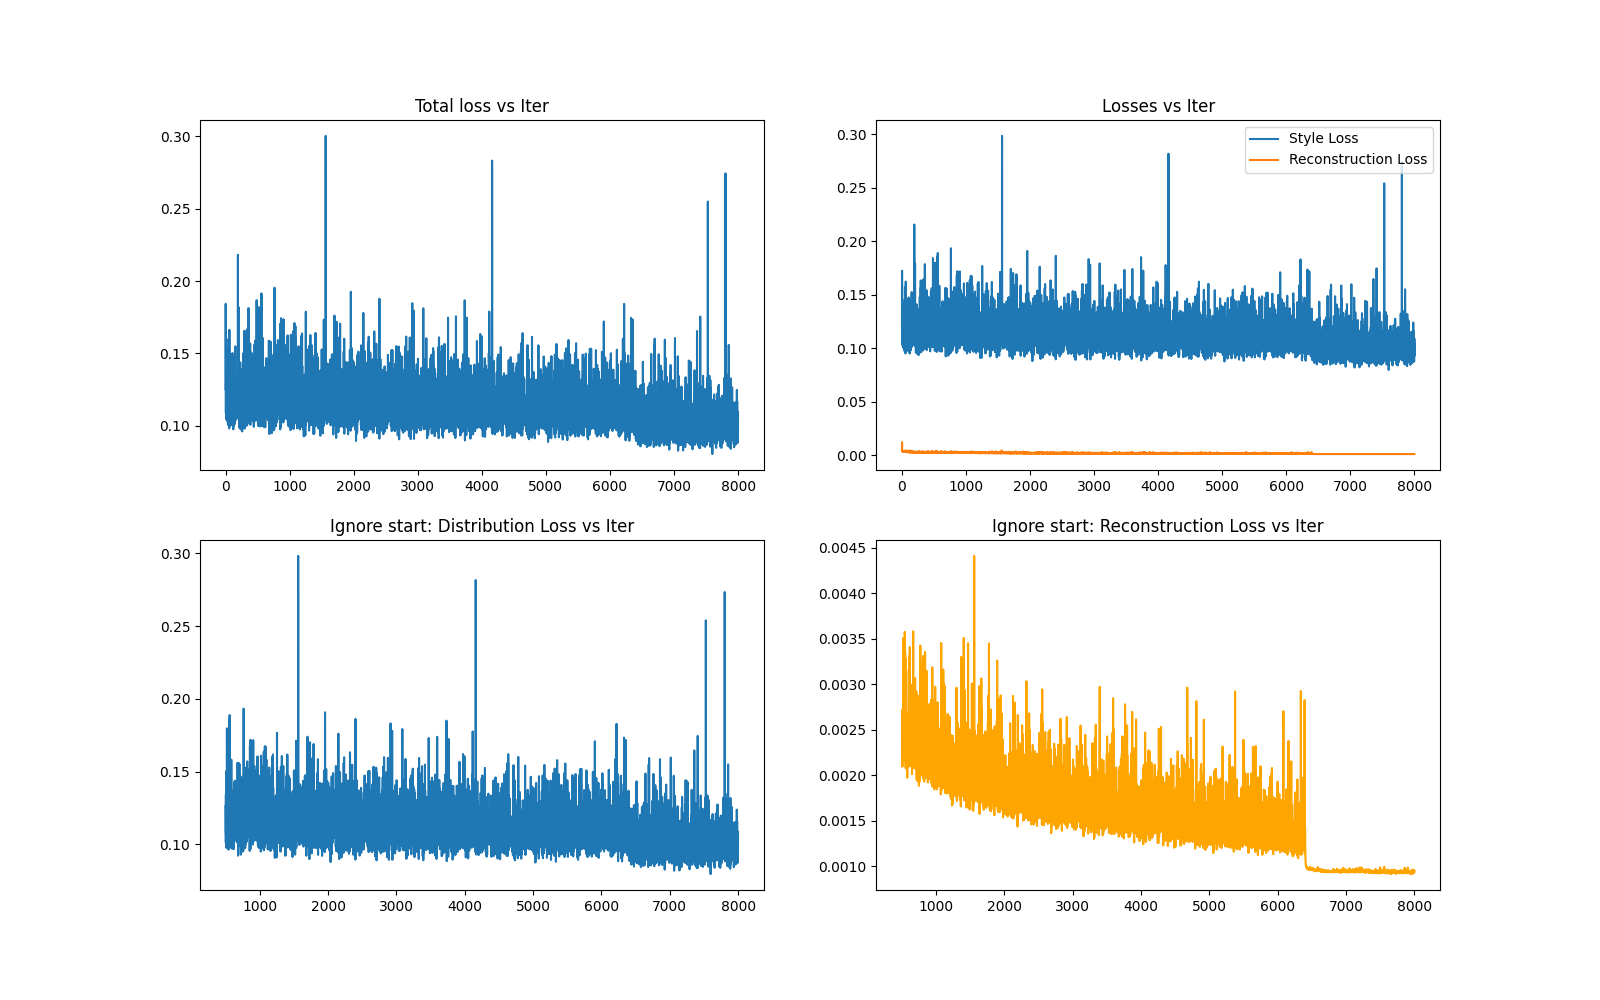 Total loss vs Iter
0.30
0.25
0.20
0.15
0.10
0 1000 2000 3000 4000 5000 6000 7000 8000
Losses vs Iter
Style Loss
Reconstruction Loss
0.30
0.25
0.20
0.15
0.10
0.05
0.00
0 1000 2000 3000 4000 5000 6000 7000 8000
Ignore start: Distribution Loss vs Iter
0.30
0.25
0.20
0.15
0.10
1000 2000 3000 4000 5000 6000 7000 8000
Ignore start: Reconstruction Loss vs Iter
0.0045
0.0040
0.0035
0.0030
0.0025
0.0020
0.0015
0.0010
1000 2000 3000 4000 5000 6000 7000 8000